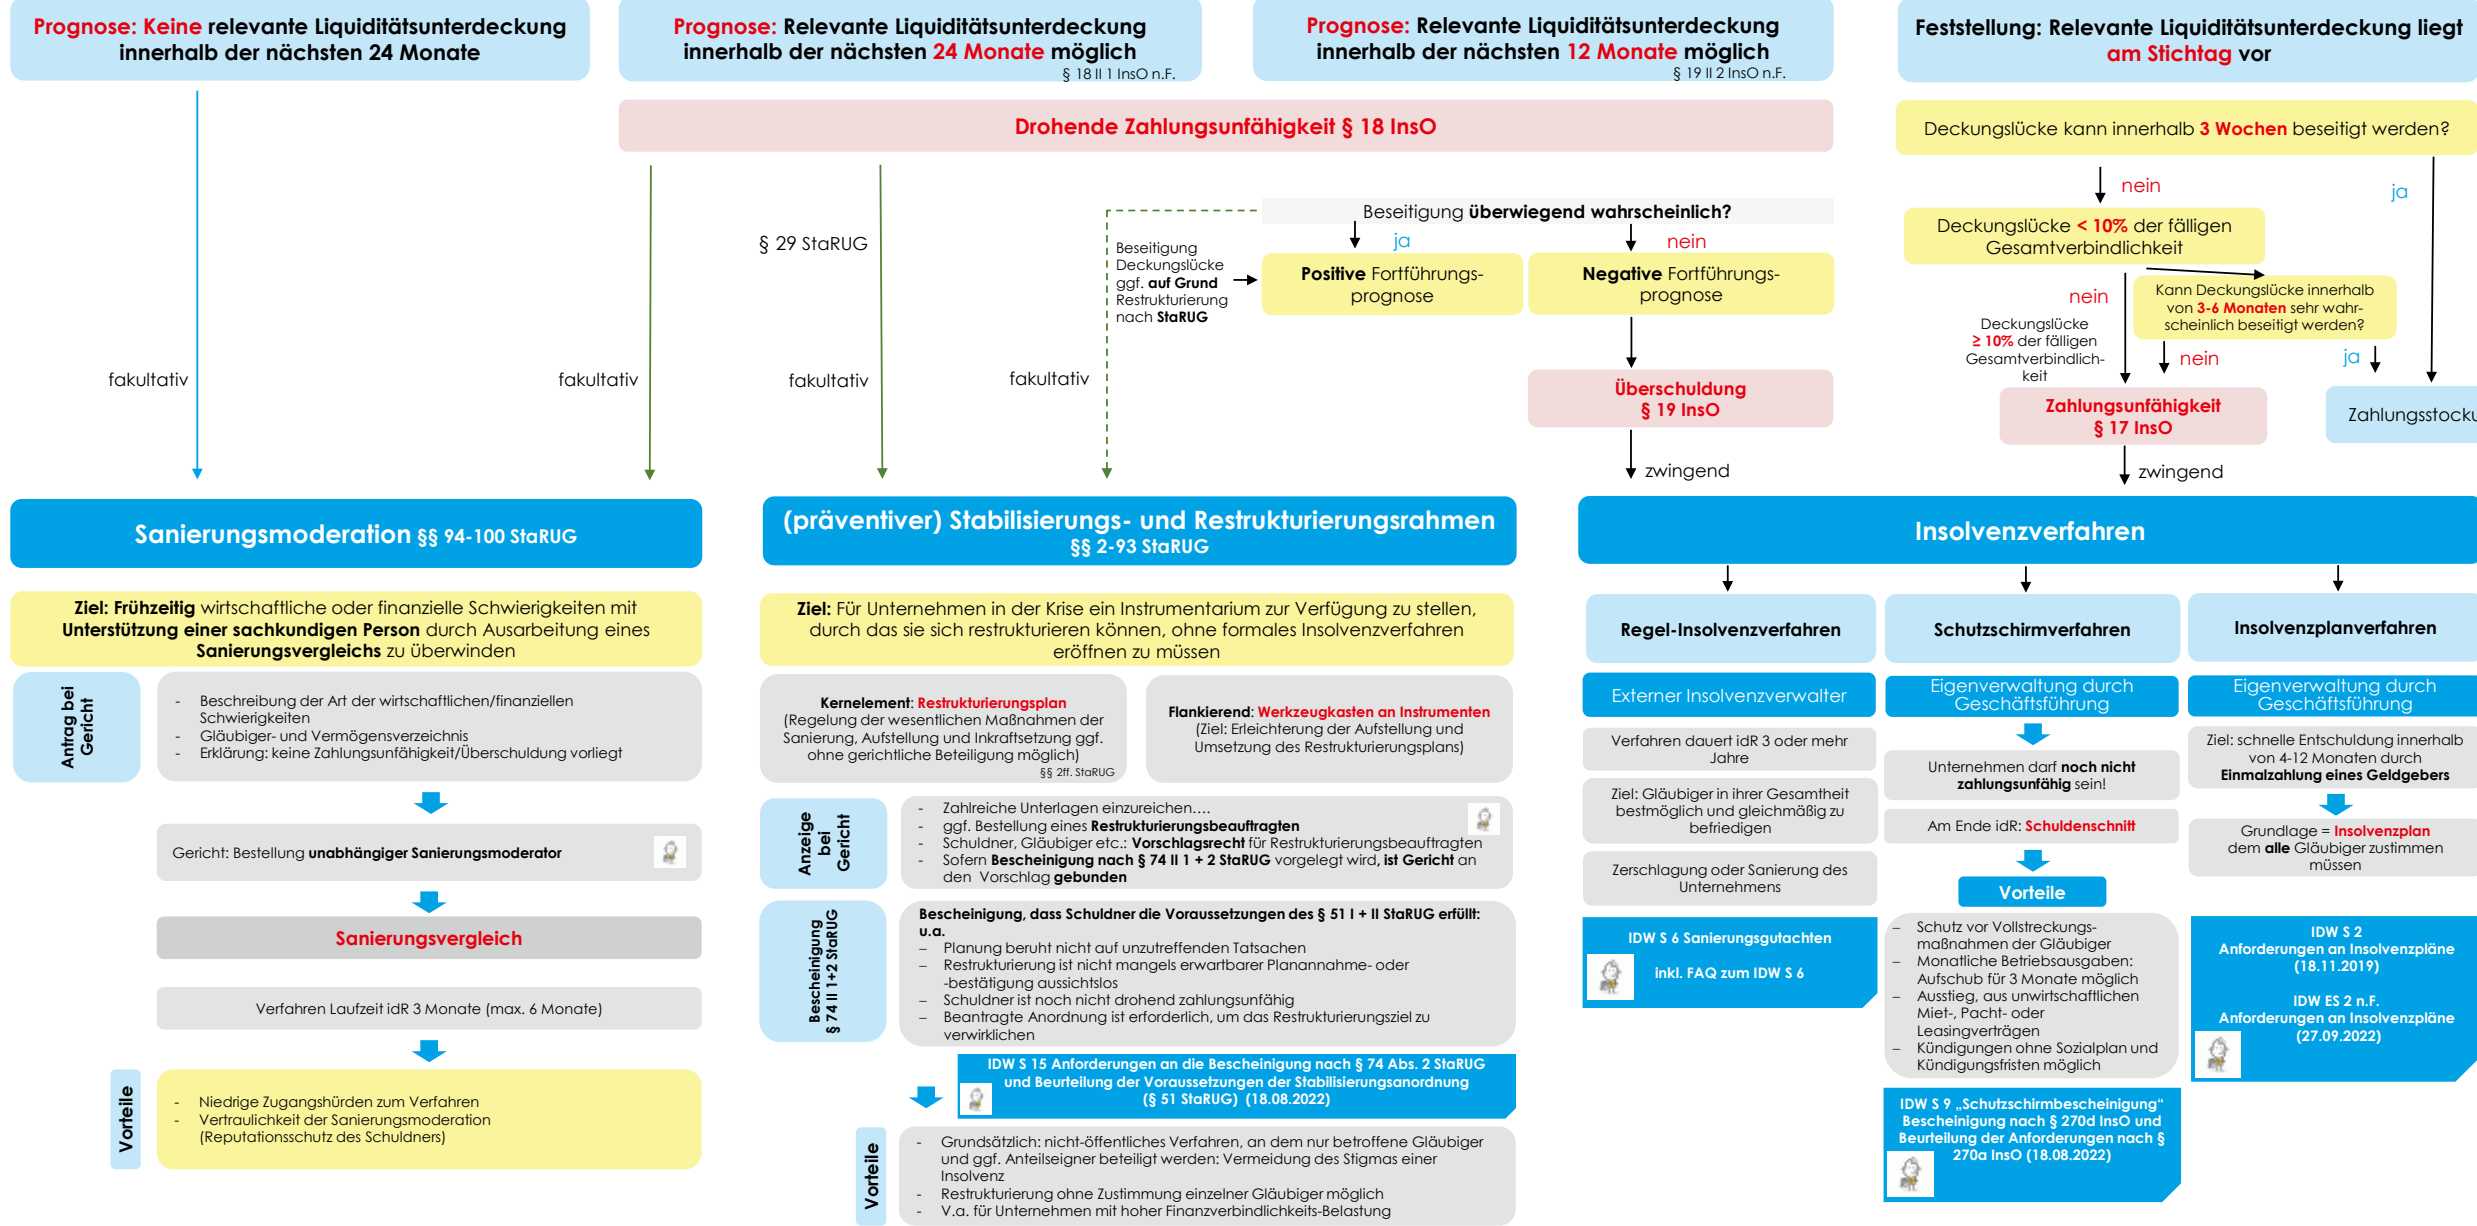 Prognose: Keine relevante Liquiditätsunterdeckung
innerhalb der nächsten 24 Monate
Prognose: Relevante Liquiditätsunterdeckung
innerhalb der nächsten 24 Monate möglich
§ 18 II 1 InsO n.F.
Prognose: Relevante Liquiditätsunterdeckung
innerhalb der nächsten 12 Monate möglich
§ 19 II 2 InsO n.F.
Feststellung: Relevante Liquiditätsunterdeckung liegt
am Stichtag vor
Drohende Zahlungsunfähigkeit § 18 InsO
Deckungslücke kann innerhalb 3 Wochen beseitigt werden?
nein
ja
§ 29 StaRUG
Beseitigung überwiegend wahrscheinlich?
ja
nein
Beseitigung
Deckungslücke
ggf. auf Grund
Restrukturierung
nach StaRUG
Positive Fortführungs-
prognose
Negative Fortführungs-
prognose
Deckungslücke < 10% der fälligen
Gesamtverbindlichkeit
nein
Deckungslücke
≥ 10% der fälligen
Gesamtverbindlich-
keit
Kann Deckungslücke innerhalb
von 3-6 Monaten sehr wahr-
scheinlich beseitigt werden?
nein
ja
fakultativ
fakultativ
fakultativ
fakultativ
Überschuldung
§ 19 InsO
Zahlungsunfähigkeit
§ 17 InsO
Zahlungsstocku
zwingend
zwingend
Sanierungsmoderation §§ 94-100 StaRUG
(präventiver) Stabilisierungs- und Restrukturierungsrahmen
§§ 2-93 StaRUG
Insolvenzverfahren
Ziel: Frühzeitig wirtschaftliche oder finanzielle Schwierigkeiten mit
Unterstützung einer sachkundigen Person durch Ausarbeitung eines
Sanierungsvergleichs zu überwinden
Antrag bei
Gericht
- Beschreibung der Art der wirtschaftlichen/finanziellen
Schwierigkeiten
- Gläubiger- und Vermögensverzeichnis
- Erklärung: keine Zahlungsunfähigkeit/Überschuldung vorliegt
Gericht: Bestellung unabhängiger Sanierungsmoderator
Sanierungsvergleich
Verfahren Laufzeit idR 3 Monate (max. 6 Monate)
Vorteile
- Niedrige Zugangshürden zum Verfahren
- Vertraulichkeit der Sanierungsmoderation
(Reputationsschutz des Schuldners)
Ziel: Für Unternehmen in der Krise ein Instrumentarium zur Verfügung zu stellen,
durch das sie sich restrukturieren können, ohne formales Insolvenzverfahren
eröffnen zu müssen
Kernelement: Restrukturierungsplan
(Regelung der wesentlichen Maßnahmen der
Sanierung, Aufstellung und Inkraftsetzung ggf.
ohne gerichtliche Beteiligung möglich)
§§ 2ff. StaRUG
Flankierend: Werkzeugkasten an Instrumenten
(Ziel: Erleichterung der Aufstellung und
Umsetzung des Restrukturierungsplans)
Anzeige
bei
Gericht
- Zahlreiche Unterlagen einzureichen….
- ggf. Bestellung eines Restrukturierungsbeauftragten
- Schuldner, Gläubiger etc.: Vorschlagsrecht für Restrukturierungsbeauftragten
- Sofern Bescheinigung nach § 74 II 1 + 2 StaRUG vorgelegt wird, ist Gericht an
den Vorschlag gebunden
Bescheinigung
§ 74 II 1+2 StaRUG
Bescheinigung, dass Schuldner die Voraussetzungen des § 51 I + II StaRUG erfüllt:
u.a.
– Planung beruht nicht auf unzutreffenden Tatsachen
– Restrukturierung ist nicht mangels erwartbarer Planannahme- oder
-bestätigung aussichtslos
– Schuldner ist noch nicht drohend zahlungsunfähig
– Beantragte Anordnung ist erforderlich, um das Restrukturierungsziel zu
verwirklichen
IDW S 15 Anforderungen an die Bescheinigung nach § 74 Abs. 2 StaRUG
und Beurteilung der Voraussetzungen der Stabilisierungsanordnung
(§ 51 StaRUG) (18.08.2022)
Vorteile
- Grundsätzlich: nicht-öffentliches Verfahren, an dem nur betroffene Gläubiger
und ggf. Anteilseigner beteiligt werden: Vermeidung des Stigmas einer
Insolvenz
- Restrukturierung ohne Zustimmung einzelner Gläubiger möglich
- V.a. für Unternehmen mit hoher Finanzverbindlichkeits-Belastung
Regel-Insolvenzverfahren
Externer Insolvenzverwalter
Verfahren dauert idR 3 oder mehr
Jahre
Ziel: Gläubiger in ihrer Gesamtheit
bestmöglich und gleichmäßig zu
befriedigen
Zerschlagung oder Sanierung des
Unternehmens
IDW S 6 Sanierungsgutachten
inkl. FAQ zum IDW S 6
Schutzschirmverfahren
Eigenverwaltung durch
Geschäftsführung
Unternehmen darf noch nicht
zahlungsunfähig sein!
Am Ende idR: Schuldenschnitt
Vorteile
– Schutz vor Vollstreckungs-
maßnahmen der Gläubiger
– Monatliche Betriebsausgaben:
Aufschub für 3 Monate möglich
– Ausstieg, aus unwirtschaftlichen
Miet-, Pacht- oder
Leasingverträgen
– Kündigungen ohne Sozialplan und
Kündigungsfristen möglich
IDW S 9 „Schutzschirmbescheinigung“
Bescheinigung nach § 270d InsO und
Beurteilung der Anforderungen nach §
270a InsO (18.08.2022)
Insolvenzplanverfahren
Eigenverwaltung durch
Geschäftsführung
Ziel: schnelle Entschuldung innerhalb
von 4-12 Monaten durch
Einmalzahlung eines Geldgebers
Grundlage = Insolvenzplan
dem alle Gläubiger zustimmen
müssen
IDW S 2
Anforderungen an Insolvenzpläne
(18.11.2019)
IDW ES 2 n.F.
Anforderungen an Insolvenzpläne
(27.09.2022)